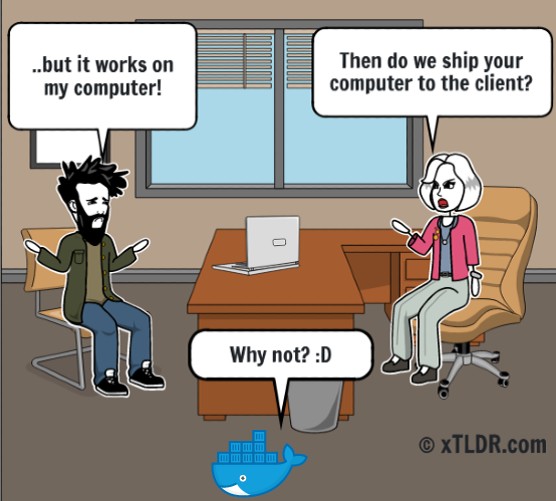 ..but it works on
my computer!
Then do we ship your
computer to the client?
Why not? :D
© xTLDR.com